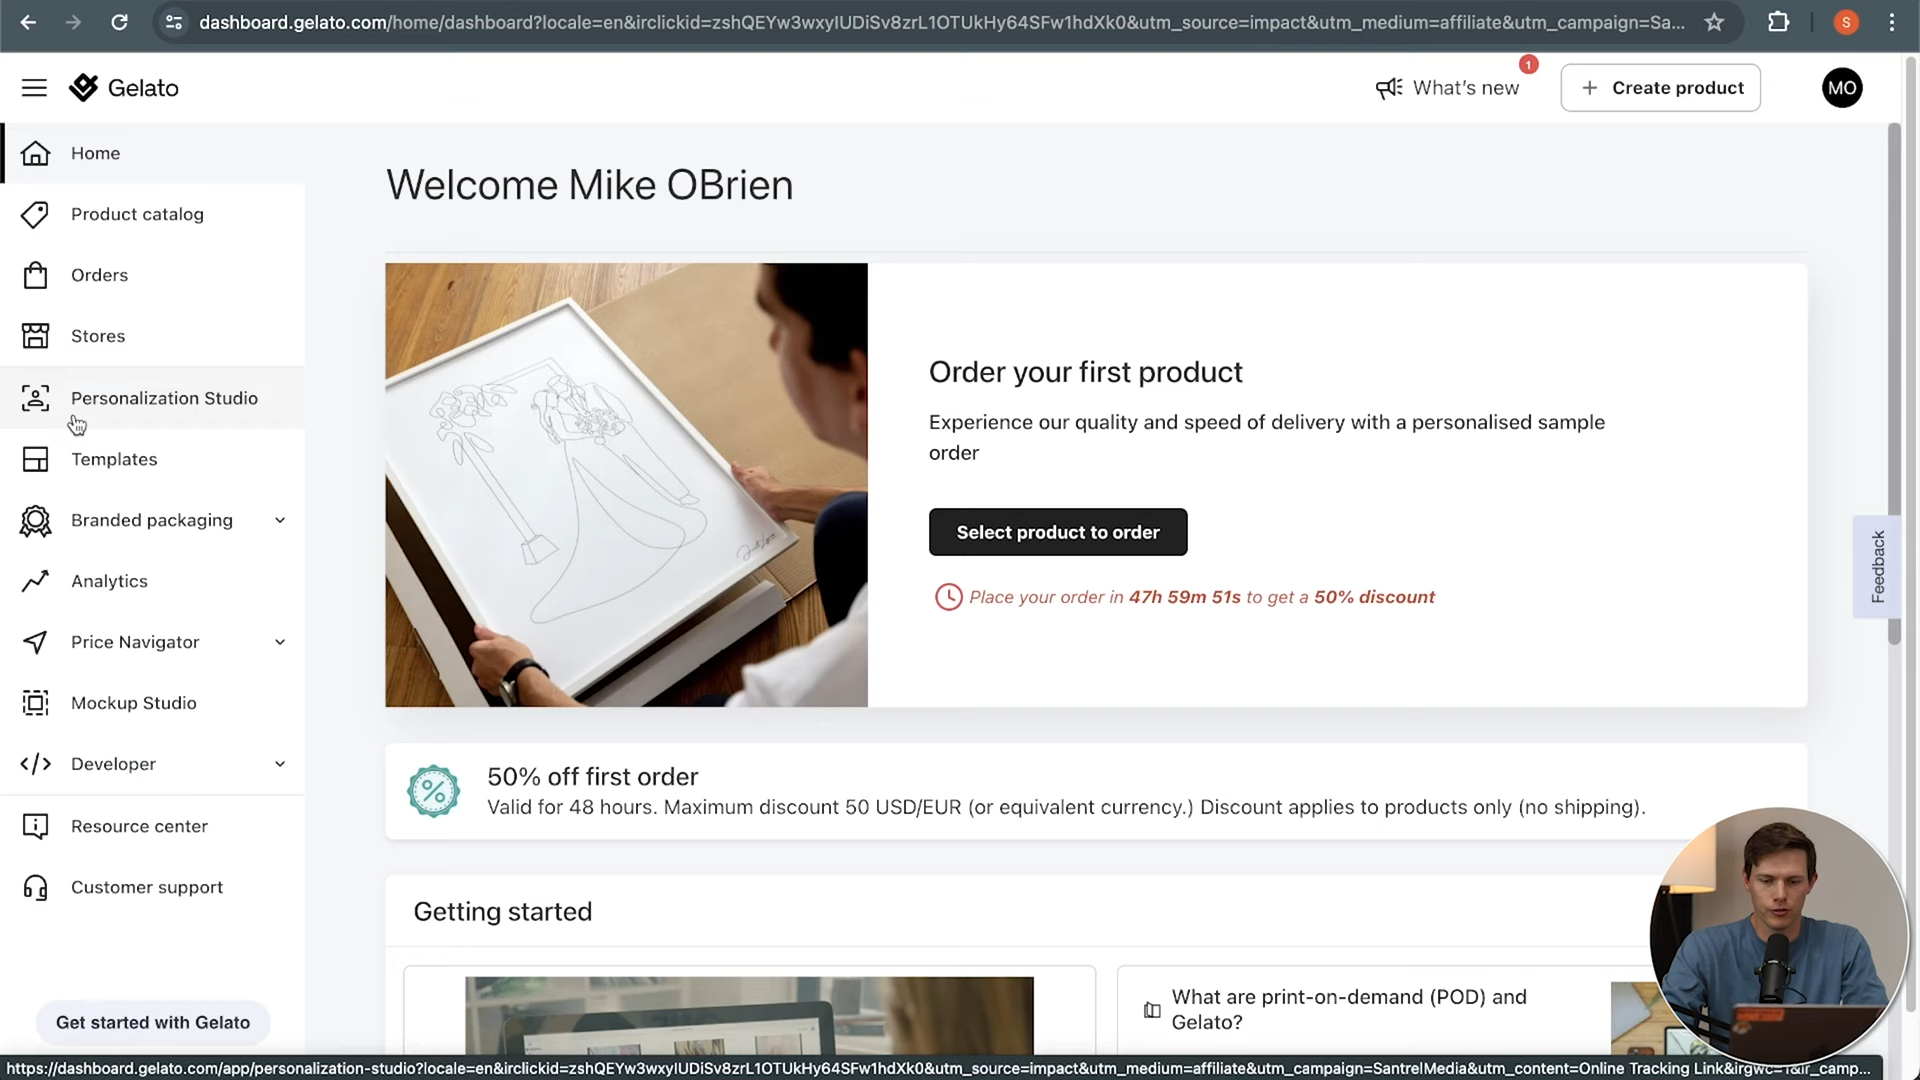 dashboard.gelato.com/home/dashboard?locale=en&irclickid=zshQEYw3wxyIUDiSv8zrL1OTUkHy64SFw1hdXk0&utm_source=impact&utm_medium=affiliate&utm_campaign=Sa...
S
Gelato
What's new
1
+ Create product
MO
Home
Product catalog
Orders
Stores
Personalization Studio
Templates
Branded packaging
Analytics
Price Navigator
Mockup Studio
Developer
Resource center
Customer support
Get started with Gelato
Welcome Mike OBrien
Order your first product
Experience our quality and speed of delivery with a personalised sample
order
Select product to order
Place your order in 47h 59m 51s to get a 50% discount
Feedback
50% off first order
Valid for 48 hours. Maximum discount 50 USD/EUR (or equivalent currency.) Discount applies to products only (no shipping).
Getting started
What are print-on-demand (POD) and
Gelato?
https://dashboard.gelato.com/app/personalization-studio?locale=en&irclickid=zshQEYw3wxyIUDiSv8zrL1OTUkHy64SFw1hdXk0&utm_source=impact&utm_medium=affiliate&utm_campaign=SantrelMedia&utm_content=Online Tracking Link&irgwc=1&ir_camp...